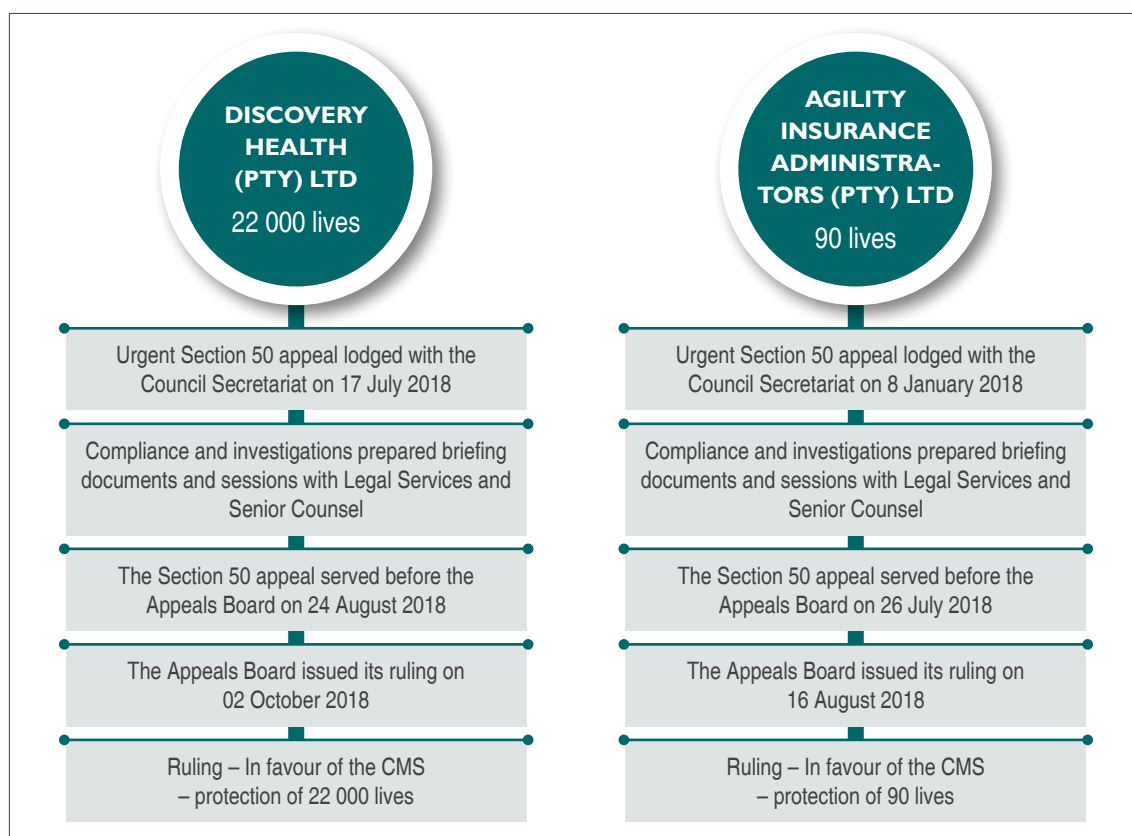 DISCOVERY
HEALTH
(PTY) LTD
22 000 lives
Urgent Section 50 appeal lodged with the
Council Secretariat on 17 July 2018
Compliance and investigations prepared briefing
documents and sessions with Legal Services and
Senior Counsel
The Section 50 appeal served before the
Appeals Board on 24 August 2018
The Appeals Board issued its ruling on
02 October 2018
Ruling – In favour of the CMS
– protection of 22 000 lives
AGILITY
INSURANCE
ADMINISTRA-
TORS (PTY) LTD
90 lives
Urgent Section 50 appeal lodged with the
Council Secretariat on 8 January 2018
Compliance and investigations prepared briefing
documents and sessions with Legal Services and
Senior Counsel
The Section 50 appeal served before the
Appeals Board on 26 July 2018
The Appeals Board issued its ruling on
16 August 2018
Ruling – In favour of the CMS
– protection of 90 lives